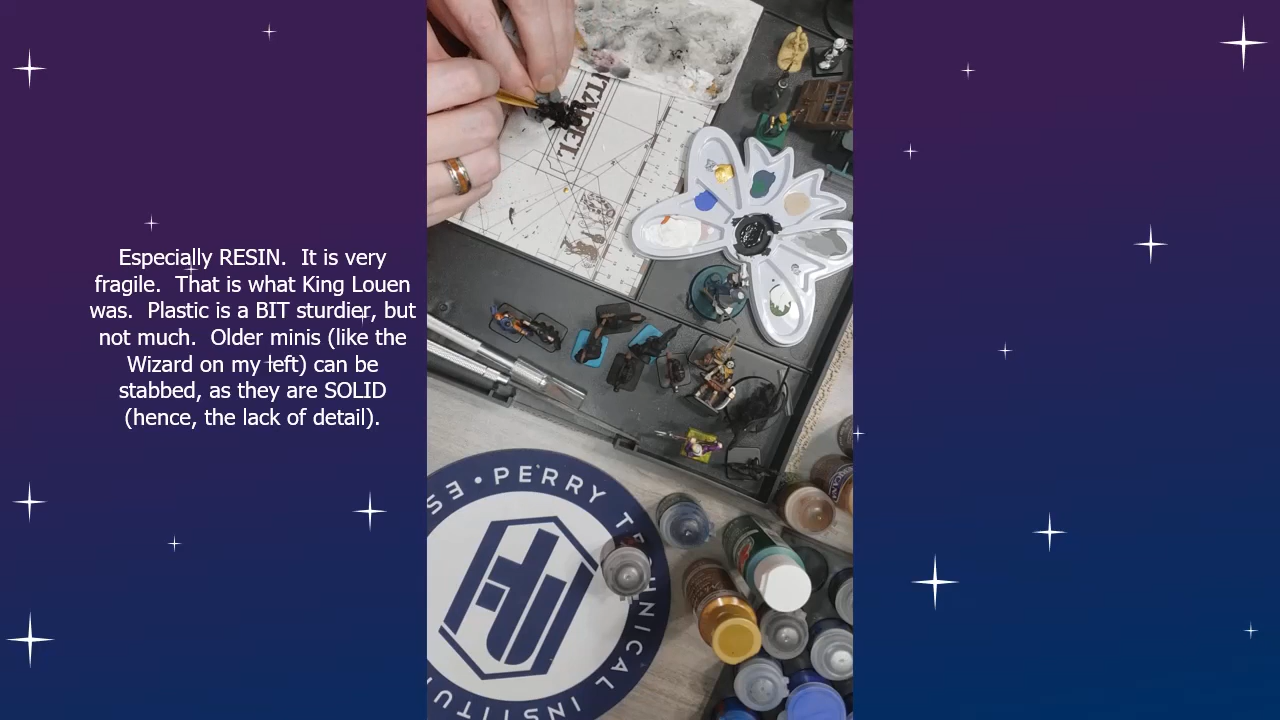 Especially RESIN.  It is very
fragile.  That is what King Louen
was.  Plastic is a BIT sturdier, but
not much.  Older minis (like the
Wizard on my left) can be
stabbed, as they are SOLID
(hence, the lack of detail).
PERRY TECHNICAL INSTITU